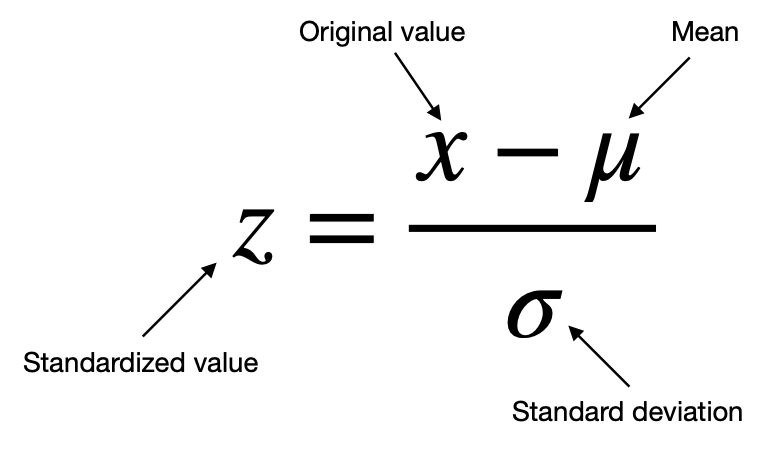 Original value
Mean
z = x − μ
σ
Standardized value
Standard deviation